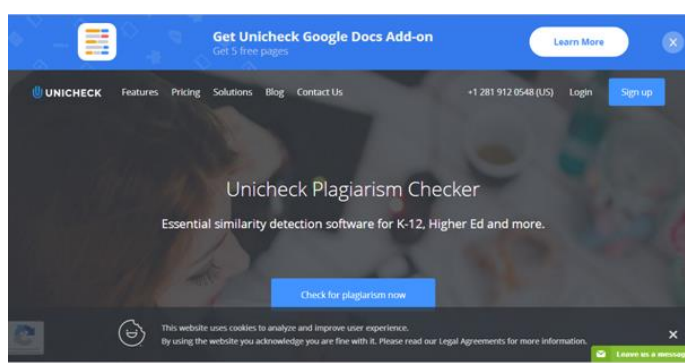 Get Unicheck Google Docs Add-on
Get 5 free pages
Learn More
X
UNICHECK Features Pricing Solutions Blog Contact Us +1 281 912 0548 (US) Login Sign up
Unicheck Plagiarism Checker
Essential similarity detection software for K-12, Higher Ed and more.
Check for plagiarism now
This website uses cookies to analyze and improve user experience.
By using the website you acknowledge you are fine with it. Please read our Legal Agreements for more information.
Leave us a messag